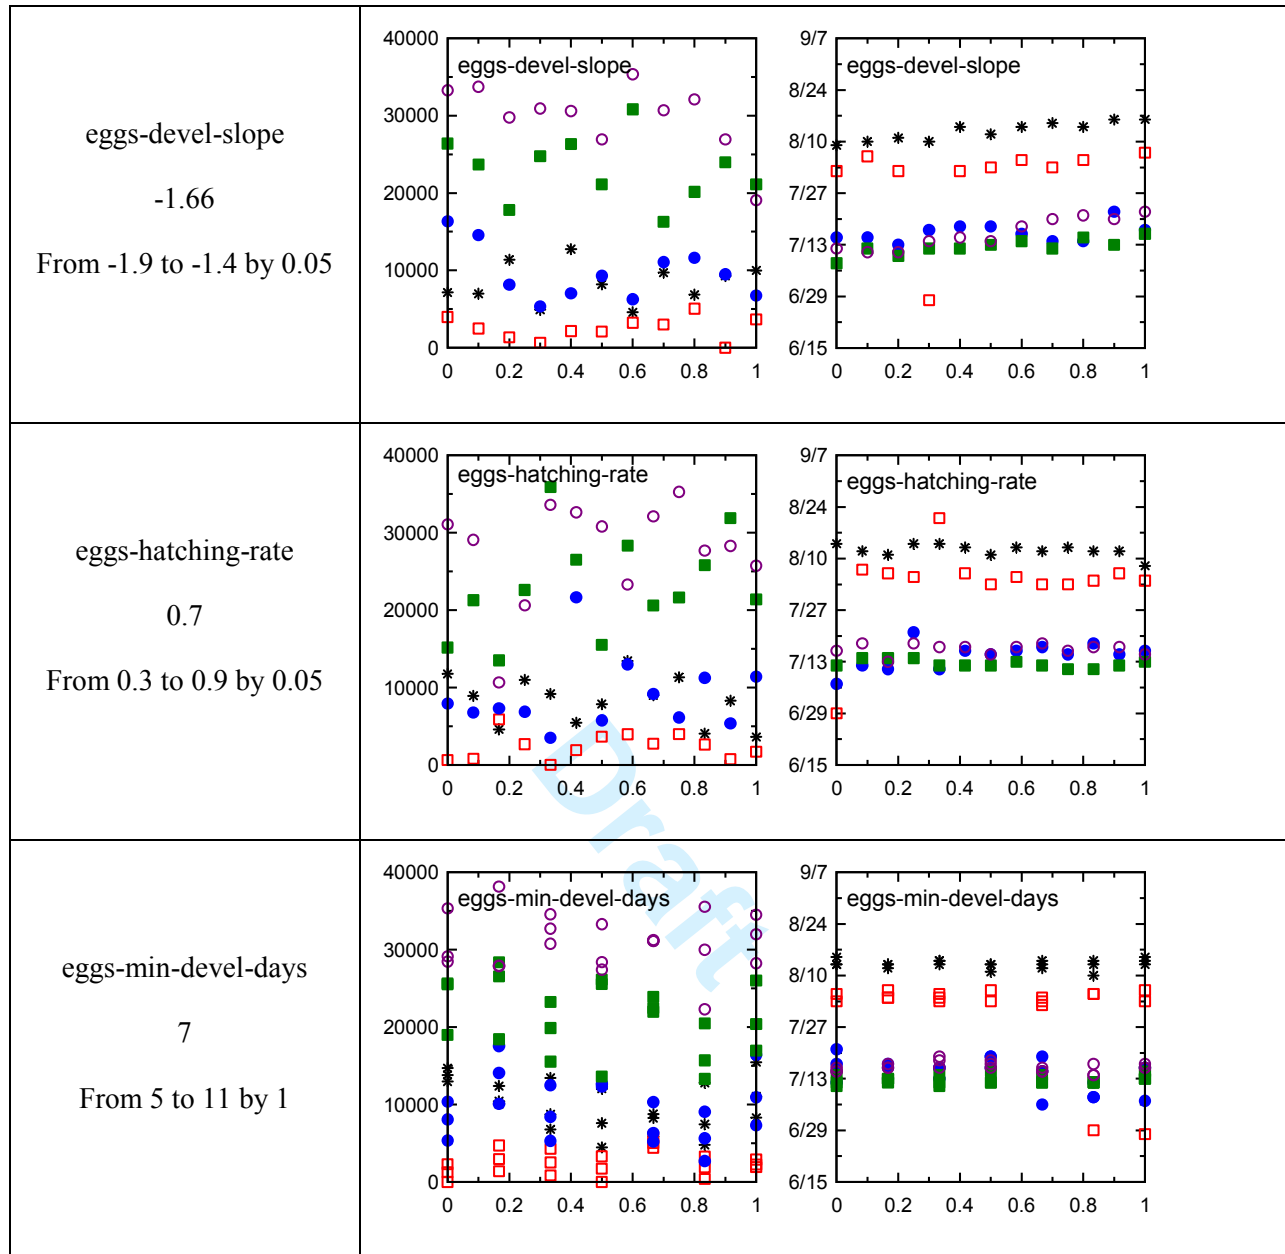 eggs-devel-slope
-1.66
From -1.9 to -1.4 by 0.05
40000
30000
20000
10000
0
eggs-devel-slope
0 0.2 0.4 0.6 0.8 1
9/7
8/24
8/10
7/27
7/13
6/29
6/15
eggs-devel-slope
0 0.2 0.4 0.6 0.8 1
eggs-hatching-rate
0.7
From 0.3 to 0.9 by 0.05
40000
30000
20000
10000
0
eggs-hatching-rate
0 0.2 0.4 0.6 0.8 1
9/7
8/24
8/10
7/27
7/13
6/29
6/15
eggs-hatching-rate
0 0.2 0.4 0.6 0.8 1
eggs-min-devel-days
7
From 5 to 11 by 1
40000
30000
20000
10000
0
eggs-min-devel-days
0 0.2 0.4 0.6 0.8 1
9/7
8/24
8/10
7/27
7/13
6/29
6/15
eggs-min-devel-days
0 0.2 0.4 0.6 0.8 1
Draft